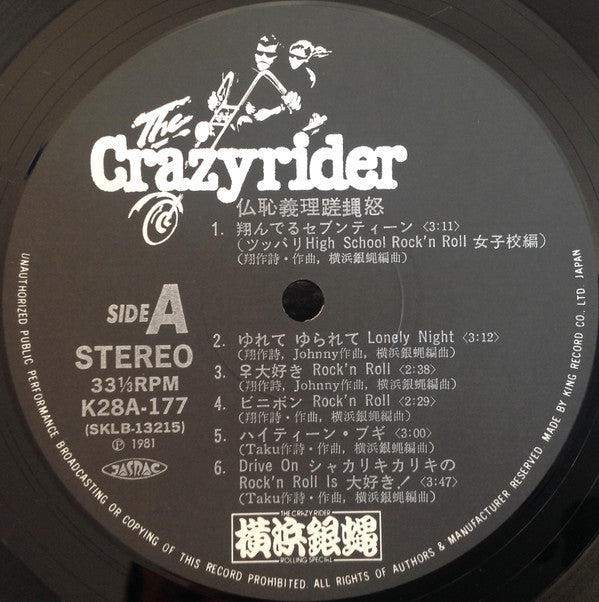 The
Crazyrider
仏恥義理蹉䋲怒
1. 翔んでるセブンティーン〈3:11〉
(ツッパリHigh School Rock'n Roll 女子校編)
(翔作詩・作曲, 横浜銀蝿編曲)
SIDE A
STEREO
33⅓RPM
K28A-177
(SKLB-13215)
Ⓟ 1981
JASRAC
2. ゆれて ゆられて Lonely Night〈3:12〉
(翔作詩, Johnny作曲, 横浜銀蝿編曲)
3. ♀大好き Rock'n Roll〈2:38〉
(翔作詩, Johnny作曲, 横浜銀蝿編曲)
4. ビニボン Rock'n Roll〈2:29〉
(翔作詩・作曲, 横浜銀蝿編曲)
5. ハイティーン・ブギ〈3:00〉
(Taku作詩・作曲, 横浜銀蝿編曲)
6. Drive On シャカリキカリキの
Rock'n Roll Is 大好き!〈3:47〉
(Taku作詩・作曲, 横浜銀蝿編曲)
THE CRAZY RIDER
横浜銀蝿
ROLLING SPECIAL
UNAUTHORIZED PUBLIC PERFORMANCE BROADCASTING OR COPYING OF THIS RECORD PROHIBITED. ALL RIGHTS OF AUTHORS & MANUFACTURER RESERVED. MADE BY KING RECORD CO., LTD. JAPAN